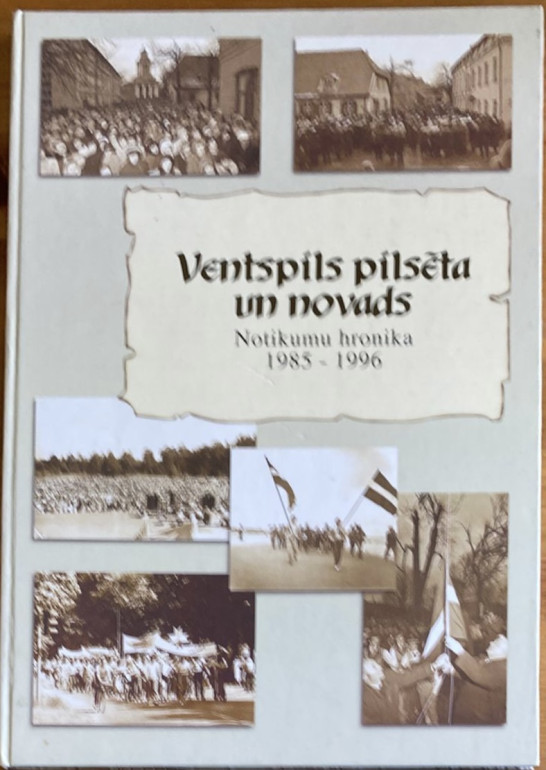 Ventspils pilsēta
un novads
Notikumu hronika
1985 - 1996